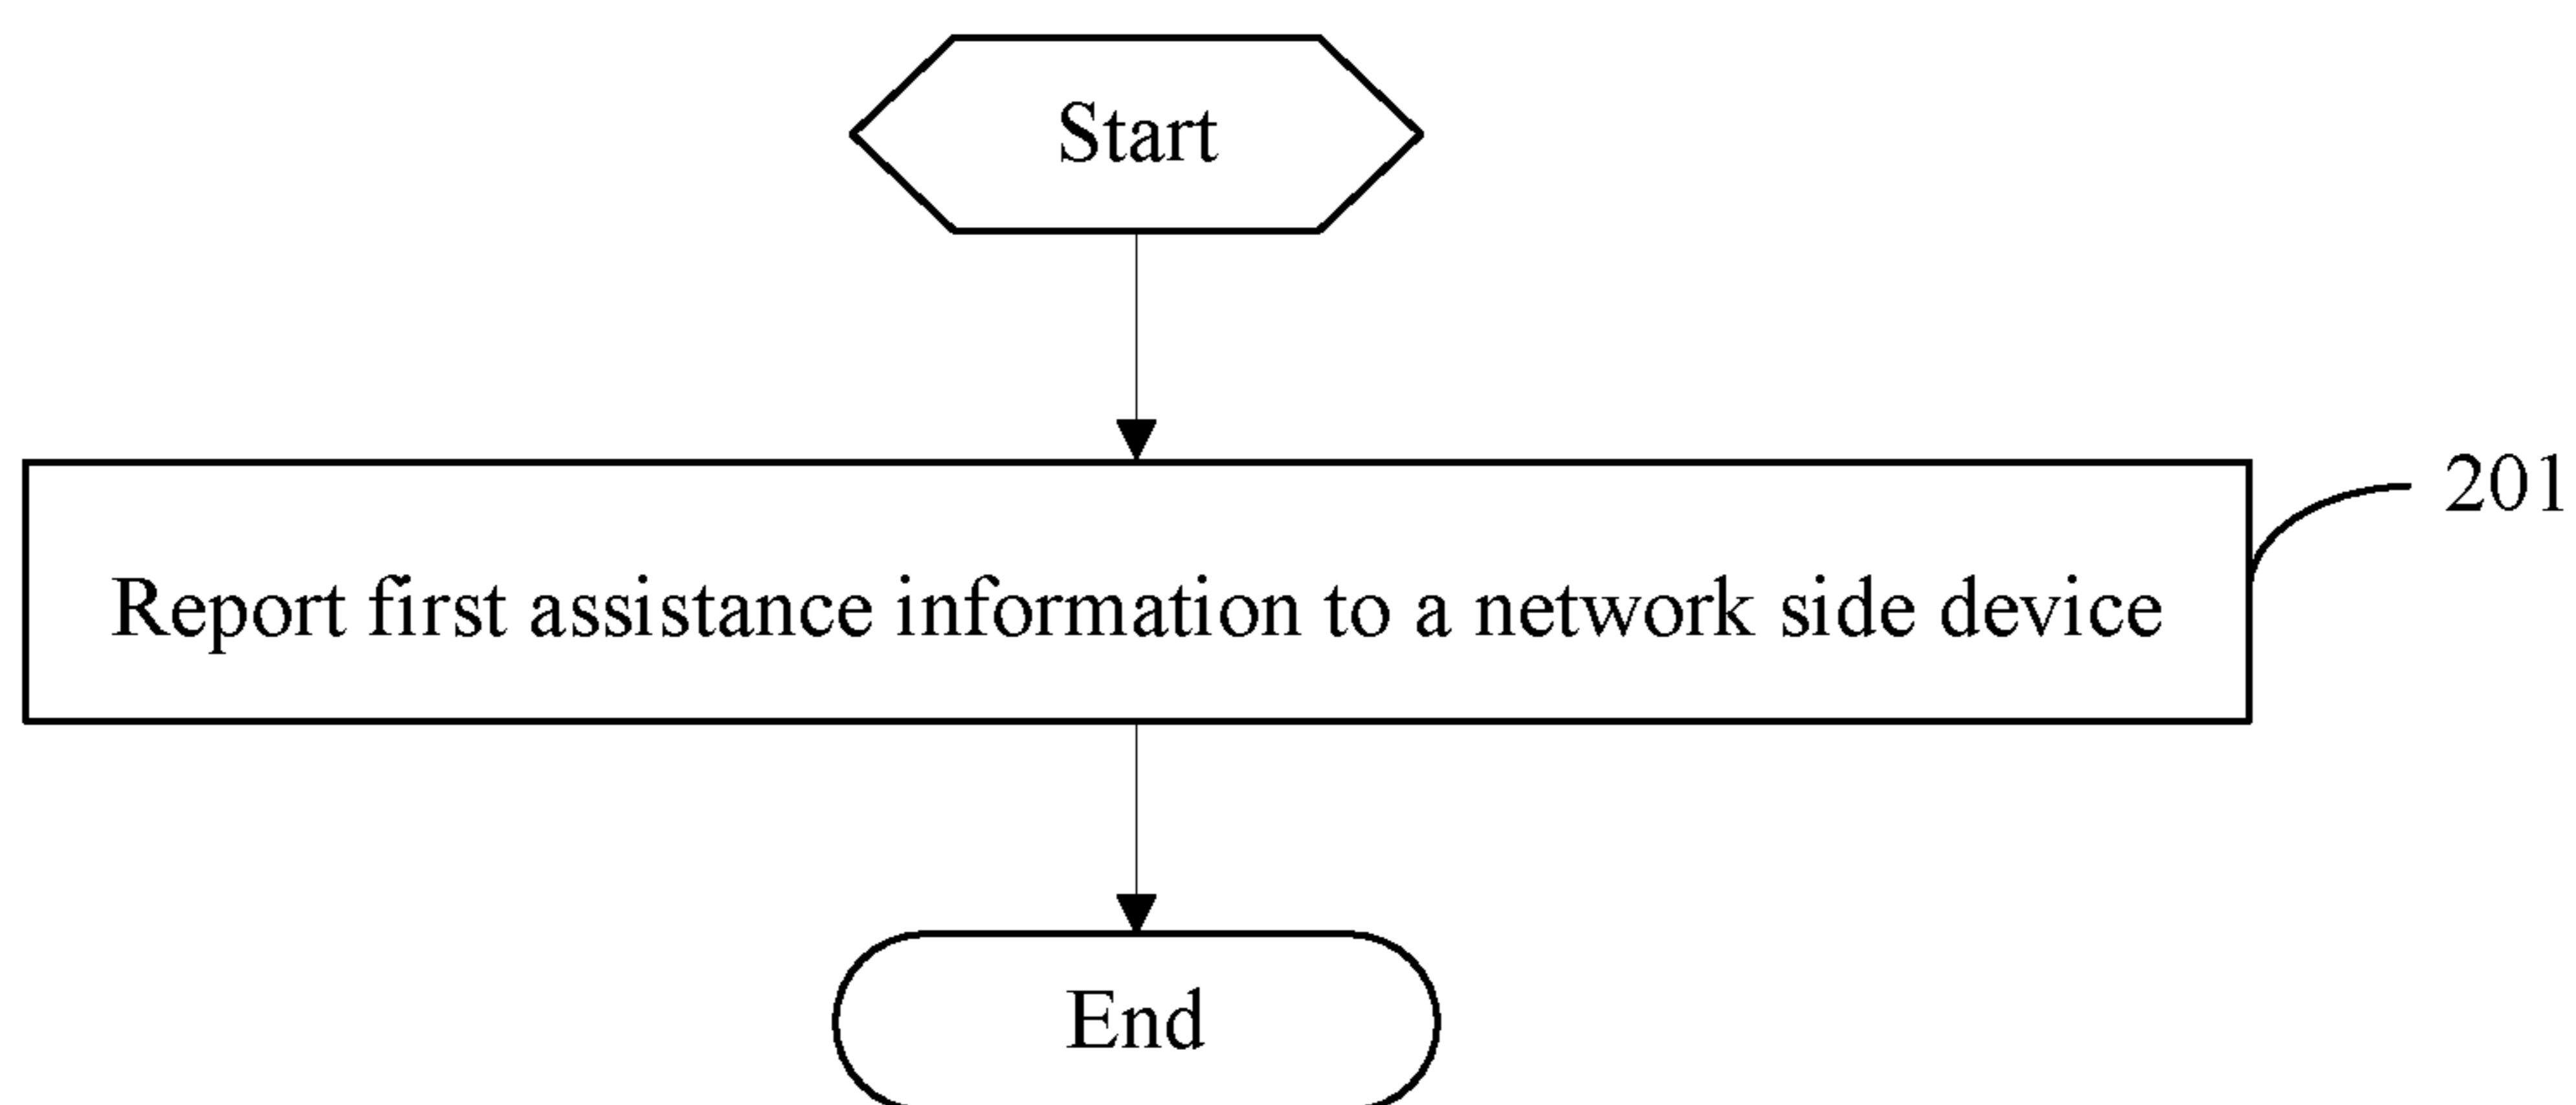 Start
201
Report first assistance information to a network side device
End